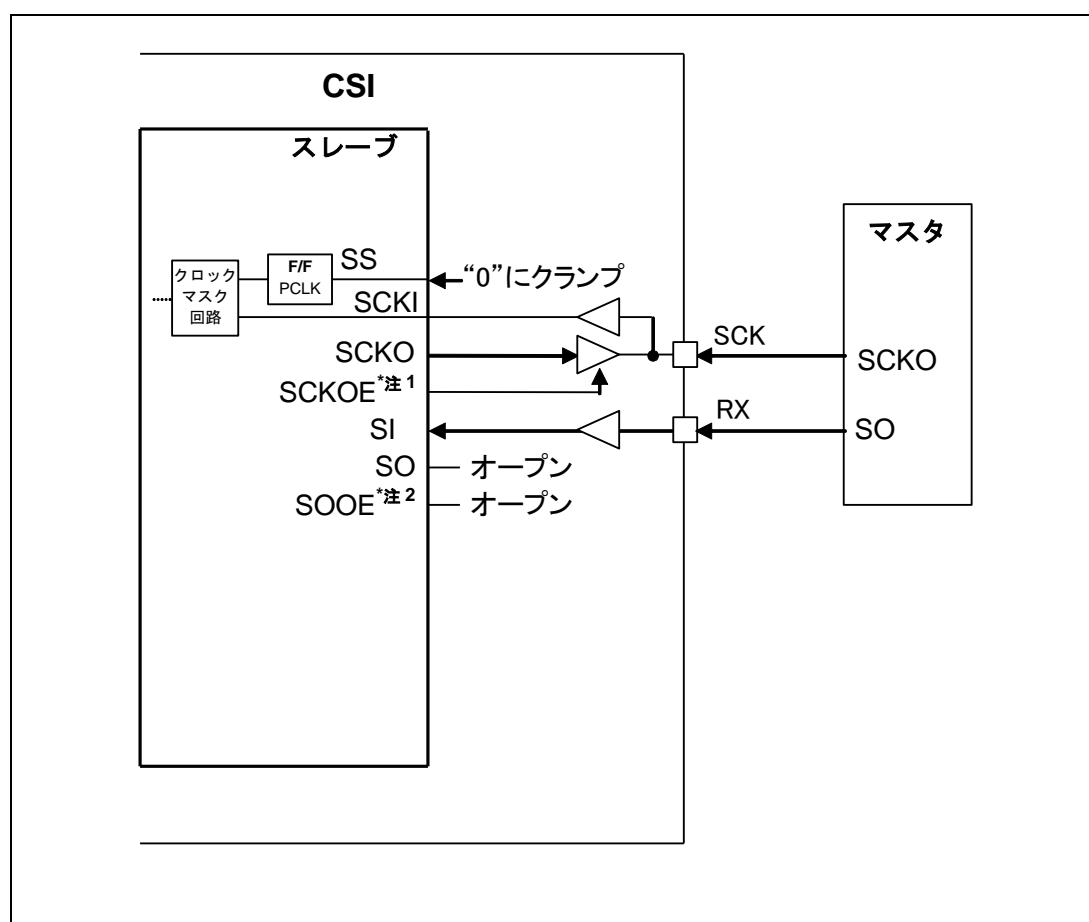 CSI
スレーブ
マスタ
クロック
マスク
回路
F/F
PCLK
SS
“0”にクランプ
SCKI
SCK
SCKO
SCKO
SCKOE*注 1
RX
SI
SO
SO
オープン
SOOE*注 2
オープン